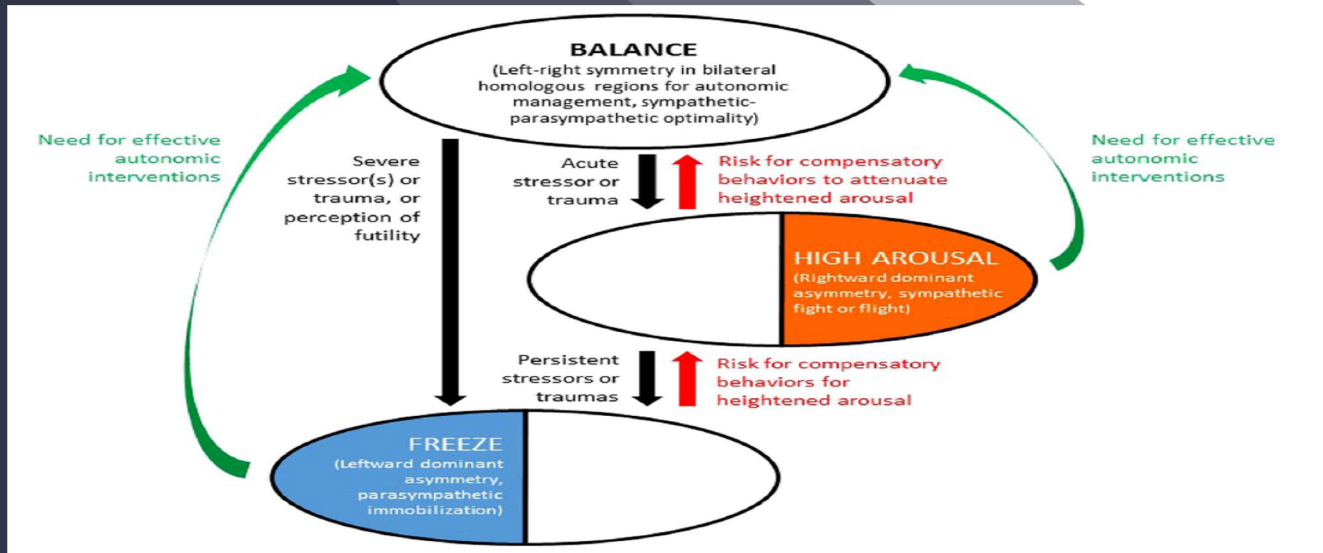 BALANCE
(Left-right symmetry in bilateral
homologous regions for autonomic
management, sympathetic-
parasympathetic optimality)
Need for effective
autonomic
interventions
Severe
stressor(s) or
trauma, or
perception of
futility
Acute
stressor or
trauma
Risk for compensatory
behaviors to attenuate
heightened arousal
Need for effective
autonomic
interventions
HIGH AROUSAL
(Rightward dominant
asymmetry, sympathetic
fight or flight)
Persistent
stressors or
traumas
Risk for compensatory
behaviors for
heightened arousal
FREEZE
(Leftward dominant
asymmetry,
parasympathetic
immobilization)